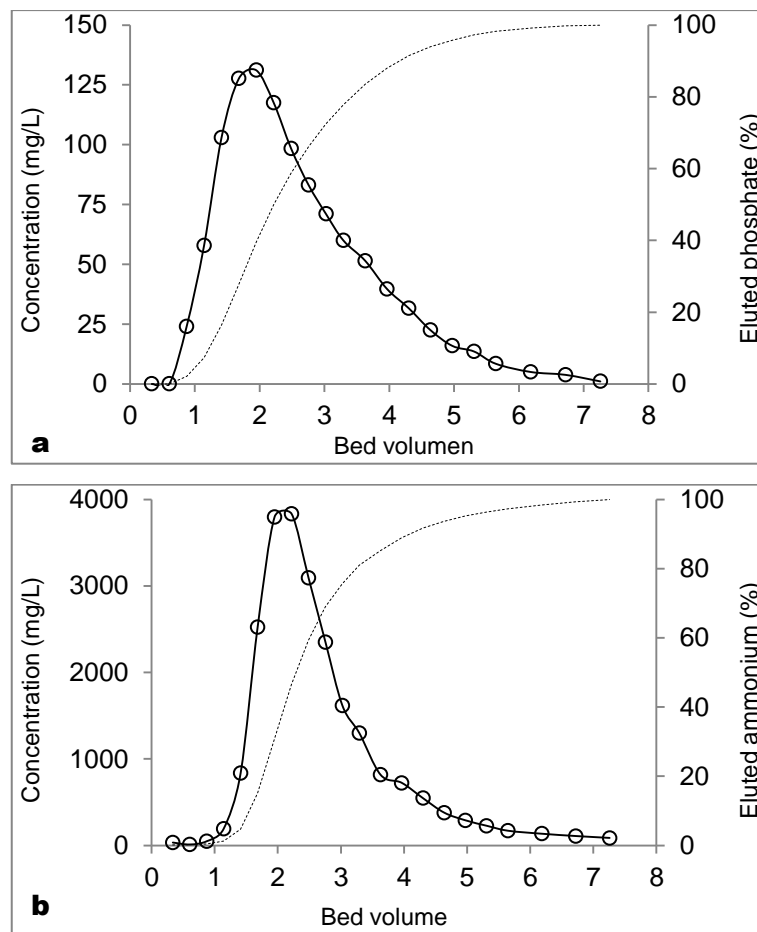 150
125
100
75
50
25
0
Concentration (mg/L)
100
80
60
40
20
0
Eluted phosphate (%)
0 1 2 3 4 5 6 7 8
Bed volumen
a
4000
3000
2000
1000
0
Concentration (mg/L)
100
80
60
40
20
0
Eluted ammonium (%)
0 1 2 3 4 5 6 7 8
Bed volume
b